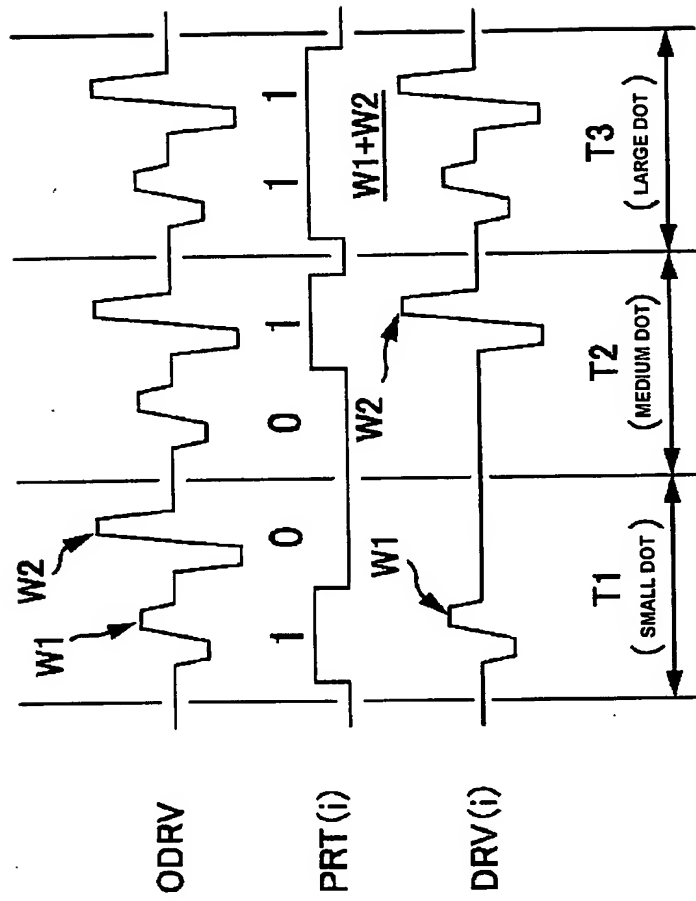 W1
W2
ODRV
1 0 0 1 1 1
PRT(i)
W1
W2
W1+W2
DRV(i)
T1
T2
T3
(SMALL DOT)
(MEDIUM DOT)
(LARGE DOT)